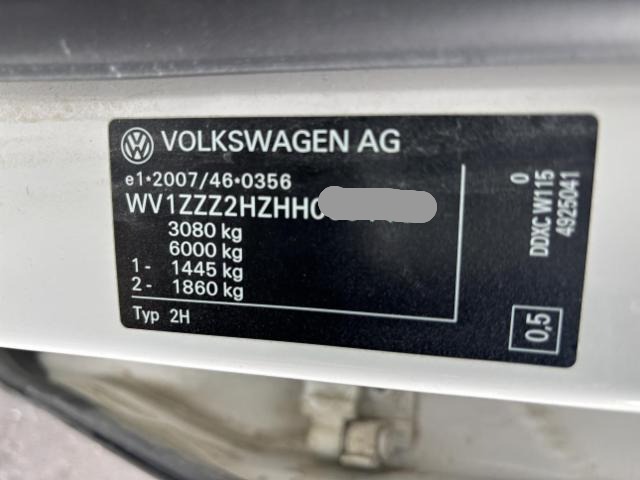 VOLKSWAGEN AG
e1*2007/46*0356
WV1ZZZ2HZHH0
3080 kg
6000 kg
1- 1445 kg
2- 1860 kg
Typ 2H
0
DDXC W115
4925041
0,5